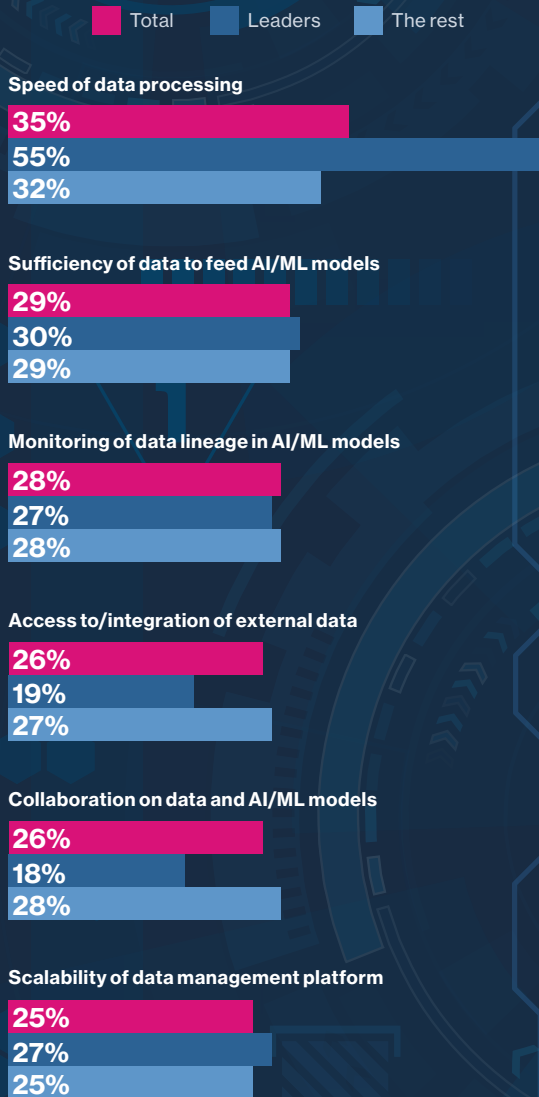 Total Leaders The rest
Speed of data processing
35%
55%
32%
Sufficiency of data to feed AI/ML models
29%
30%
29%
Monitoring of data lineage in AI/ML models
28%
27%
28%
Access to/integration of external data
26%
19%
27%
Collaboration on data and AI/ML models
26%
18%
28%
Scalability of data management platform
25%
27%
25%